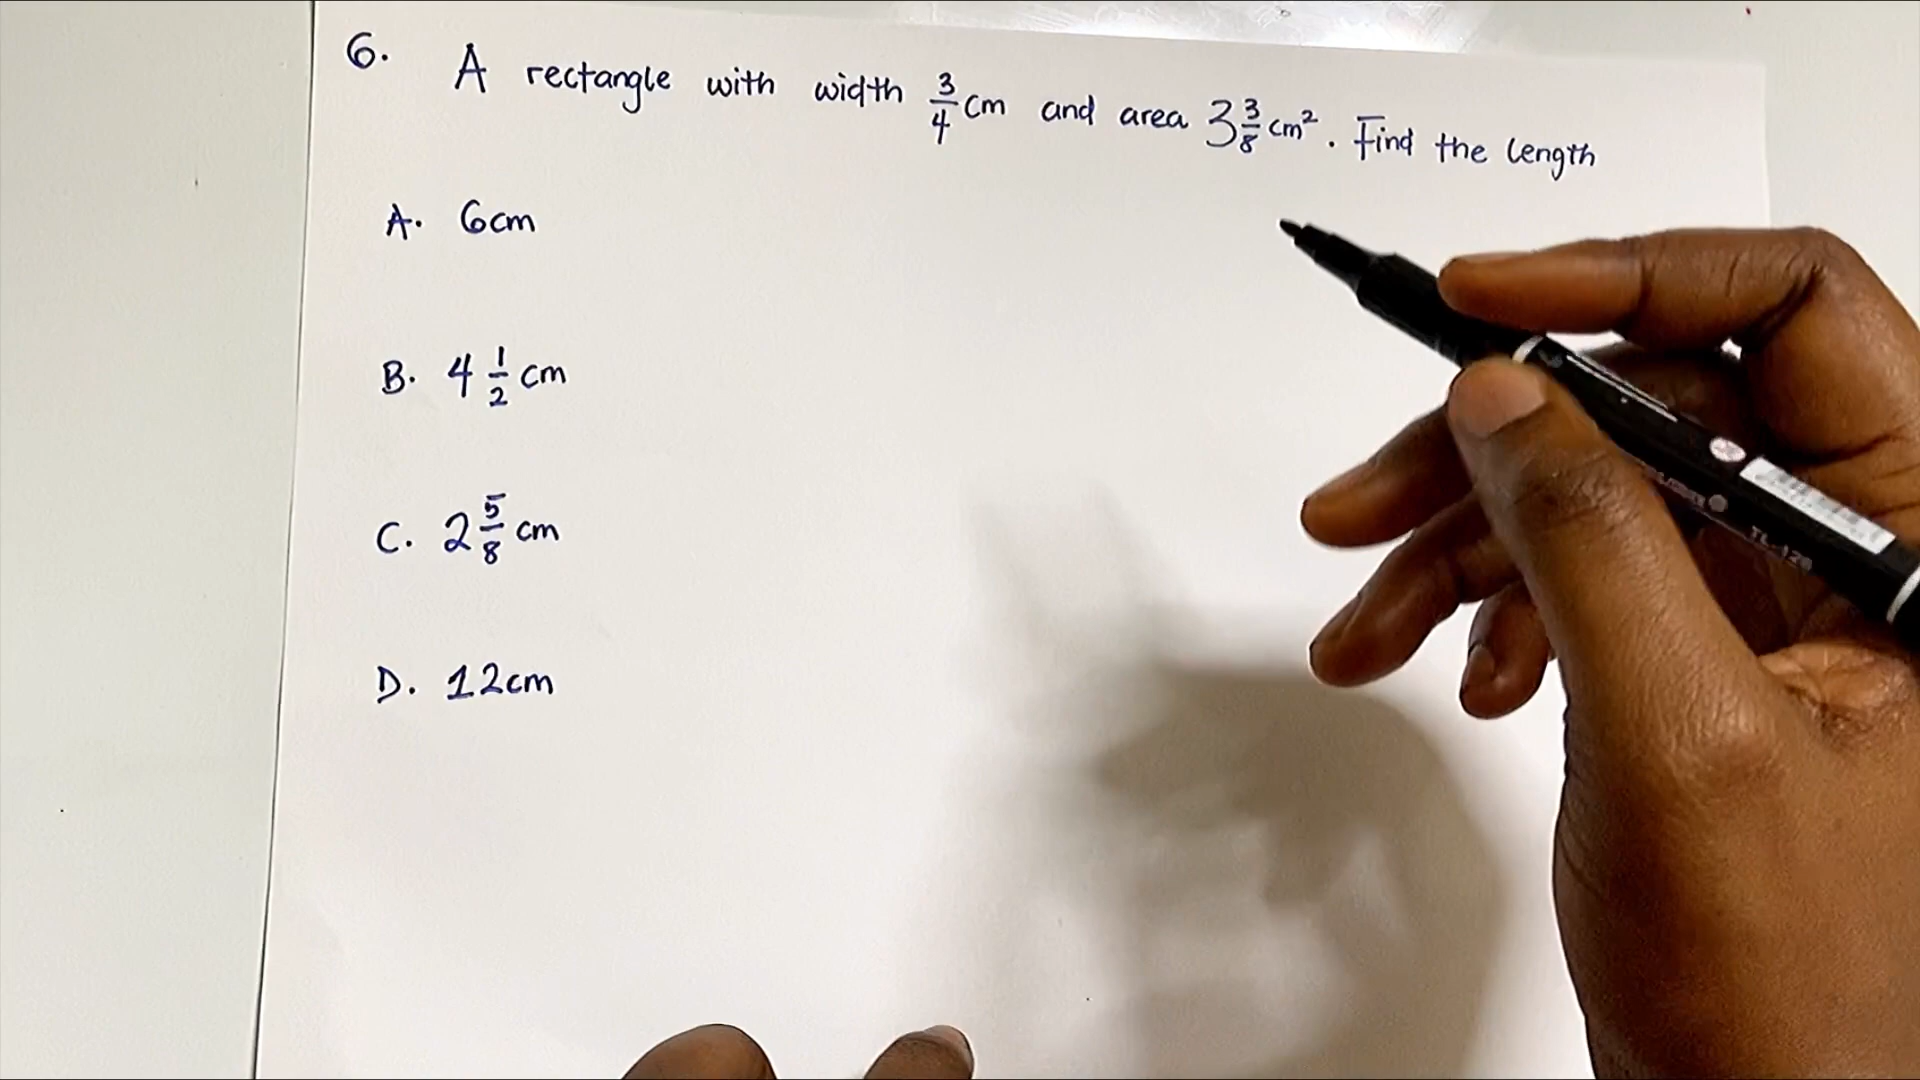 6. A rectangle with width 3/4 cm and area 3 3/8 cm². Find the length
A. 6cm
B. 4 1/2 cm
C. 2 5/8 cm
D. 12cm